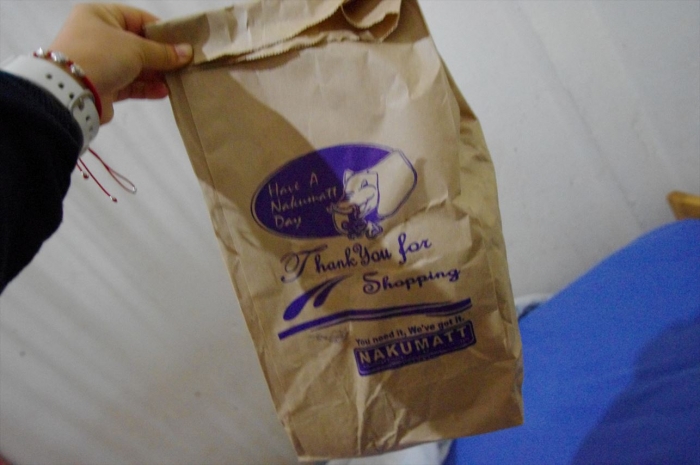 Have A
Nakumatt
Day
Thank You for
Shopping
You need it, We've got it.
NAKUMATT